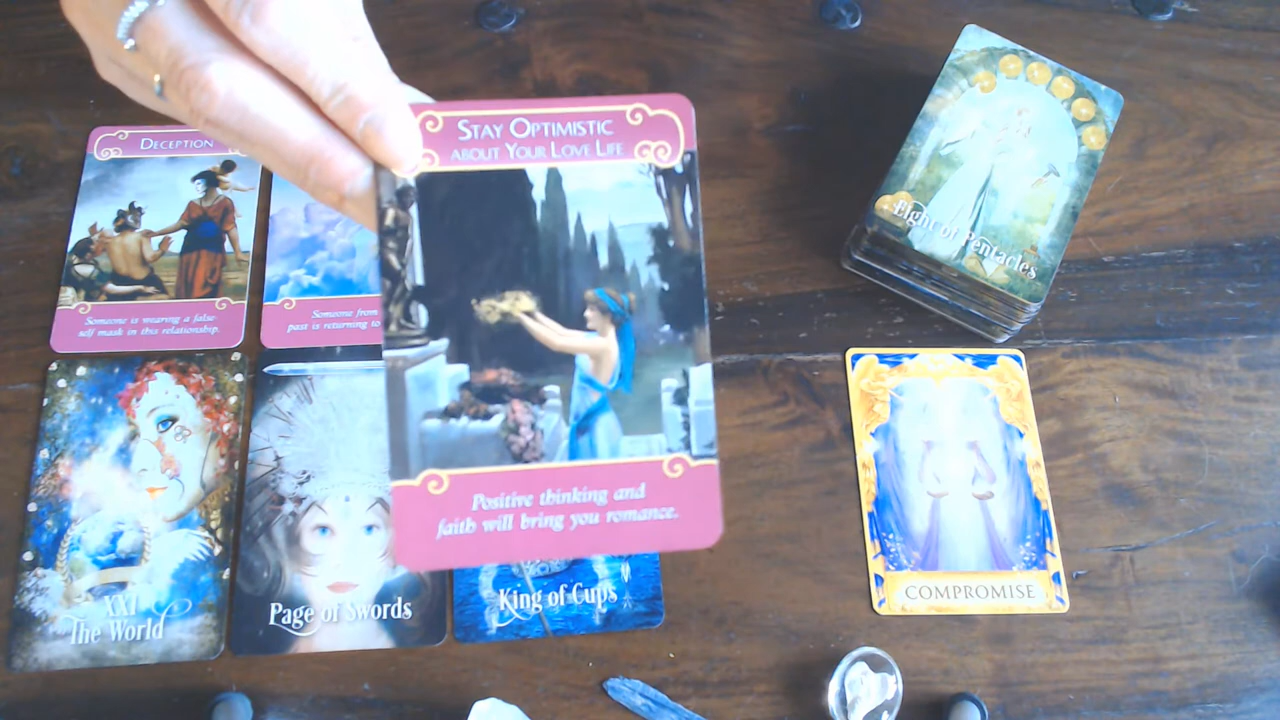 DECEPTION
Someone is wearing a false
self mask in this relationship.
Someone from
past is returning to
STAY OPTIMISTIC
ABOUT YOUR LOVE LIFE
Positive thinking and
faith will bring you romance.
Eight of Pentacles
XXI
The World
Page of Swords
King of Cups
COMPROMISE